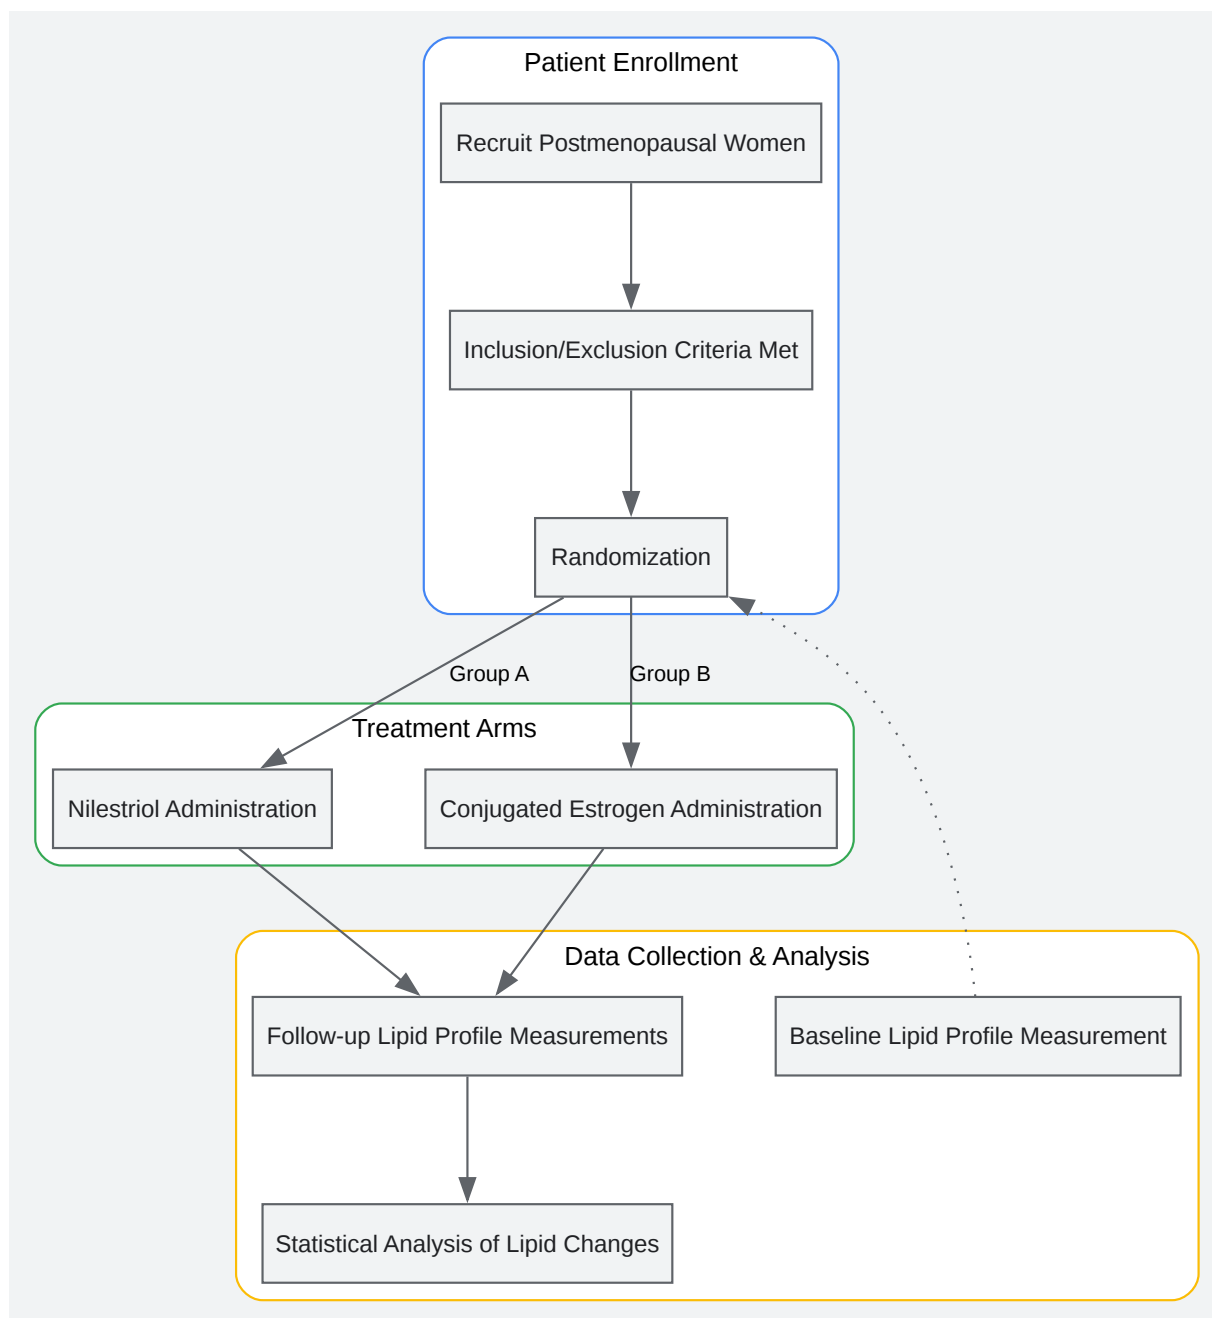 Patient Enrollment
Recruit Postmenopausal Women
Inclusion/Exclusion Criteria Met
Randomization
Group A
Group B
Treatment Arms
Nilestriol Administration
Conjugated Estrogen Administration
Data Collection & Analysis
Follow-up Lipid Profile Measurements
Baseline Lipid Profile Measurement
Statistical Analysis of Lipid Changes